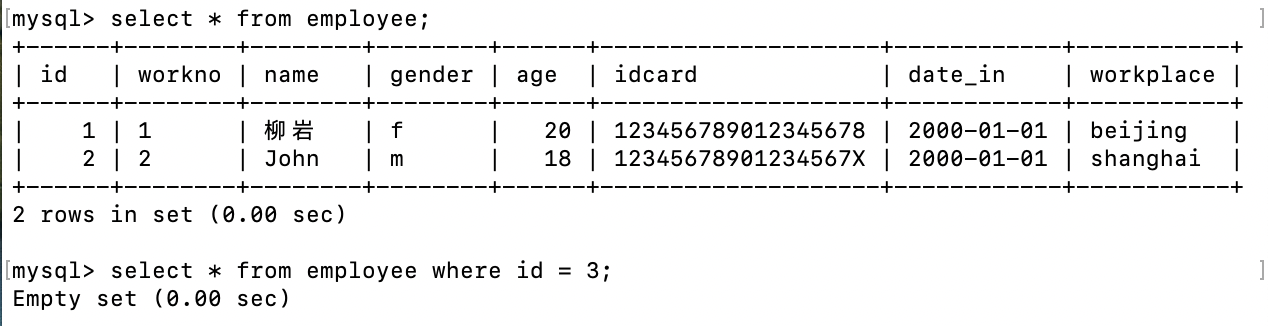 [mysql> select * from employee; ]
+------+--------+--------+--------+------+--------------------+------------+-----------+
| id   | workno | name   | gender | age  | idcard             | date_in    | workplace |
+------+--------+--------+--------+------+--------------------+------------+-----------+
|    1 | 1      | 柳岩   | f      |   20 | 123456789012345678 | 2000-01-01 | beijing   |
|    2 | 2      | John   | m      |   18 | 12345678901234567X | 2000-01-01 | shanghai  |
+------+--------+--------+--------+------+--------------------+------------+-----------+
2 rows in set (0.00 sec)
[mysql> select * from employee where id = 3; ]
Empty set (0.00 sec)